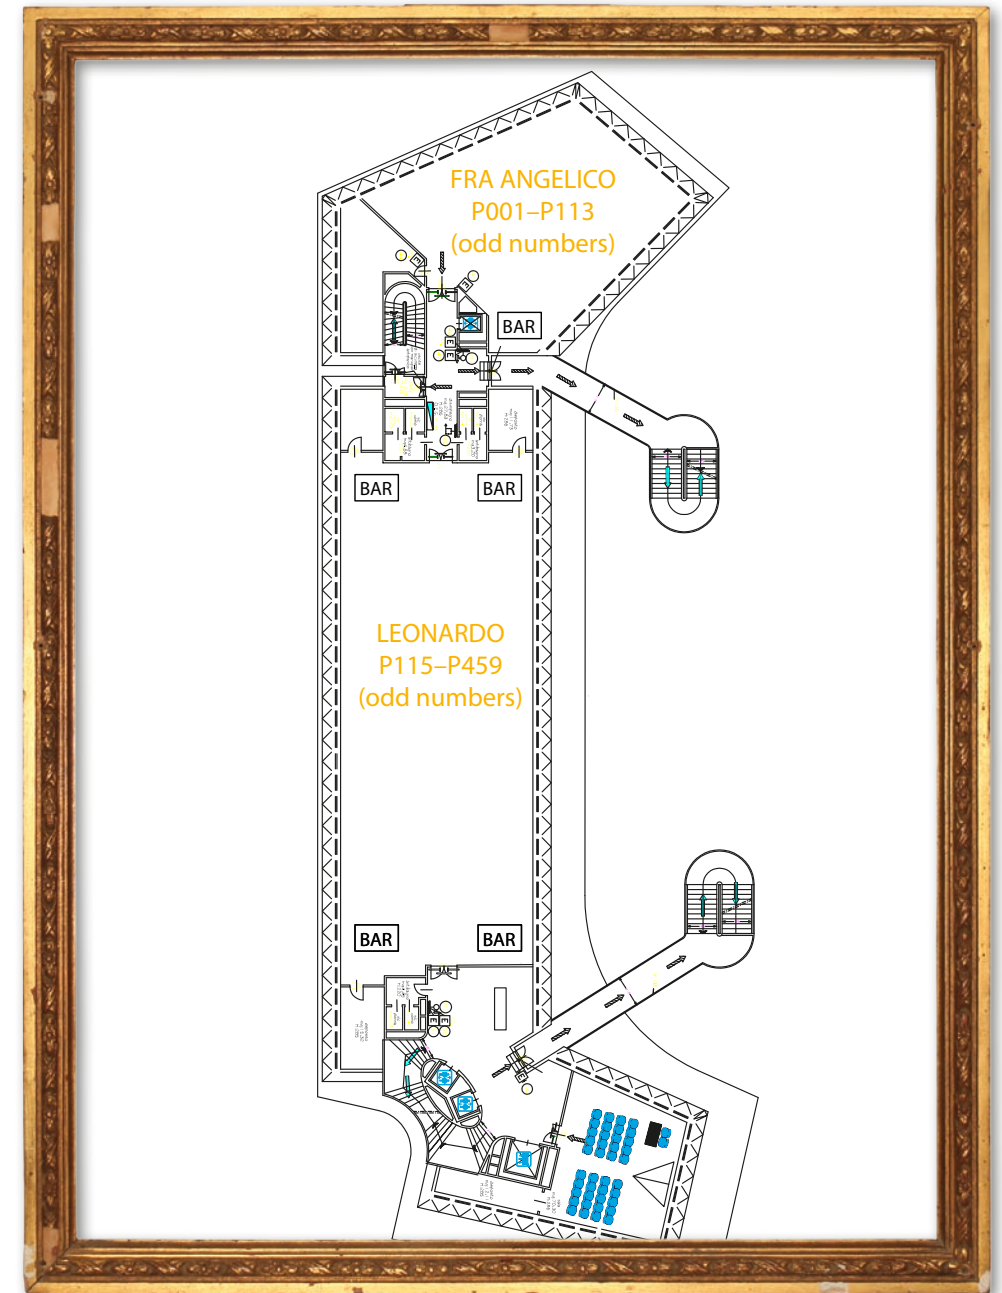 FRA ANGELICO
P001–P113
(odd numbers)
BAR
BAR
BAR
LEONARDO
P115–P459
(odd numbers)
BAR
BAR